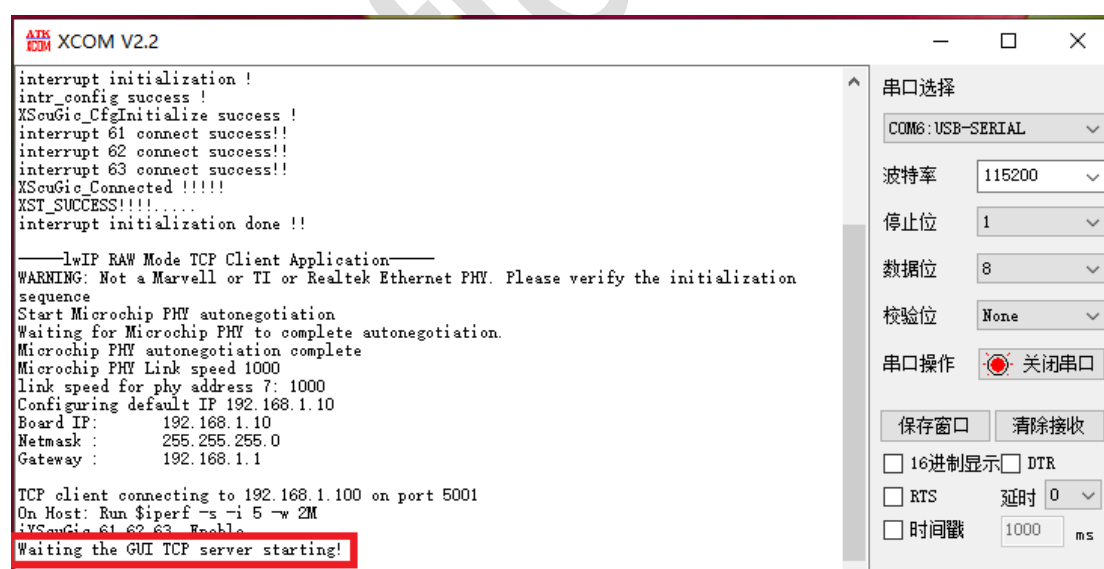 ATK XCOM XCOM V2.2
interrupt initialization !
intr_config success !
XScuGic_CfgInitialize success !
interrupt 61 connect success!!
interrupt 62 connect success!!
interrupt 63 connect success!!
XScuGic_Connected !!!!!
XST_SUCCESS!!!!.....
interrupt initialization done !!
-----lwIP RAW Mode TCP Client Application-----
WARNING: Not a Marvell or TI or Realtek Ethernet PHY. Please verify the initialization
sequence
Start Microchip PHY autonegotiation
Waiting for Microchip PHY to complete autonegotiation.
Microchip PHY autonegotiation complete
Microchip PHY Link speed 1000
link speed for phy address 7: 1000
Configuring default IP 192.168.1.10
Board IP: 192.168.1.10
Netmask : 255.255.255.0
Gateway : 192.168.1.1
TCP client connecting to 192.168.1.100 on port 5001
On Host: Run $iperf -s -i 5 -w 2M
iXScuGic 61 62 63 Enable
Waiting the GUI TCP server starting!
串口选择
COM6:USB-SERIAL
波特率 115200
停止位 1
数据位 8
校验位 None
串口操作 关闭串口
保存窗口 清除接收
16进制显示 DTR
RTS 延时 0
时间戳 1000 ms